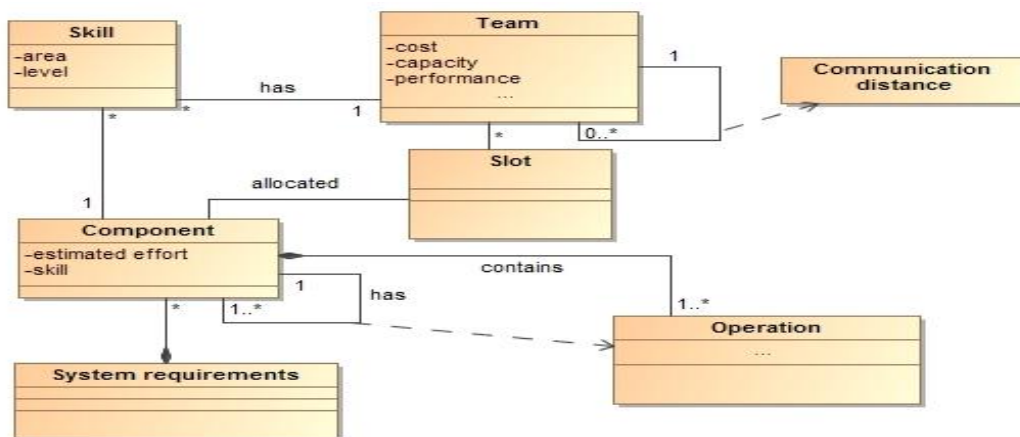 Skill
-area
-level
Team
-cost
-capacity
-performance
...
1
0..*
Communication
distance
has
*
1
*
1
*
Slot
allocated
Component
-estimated effort
-skill
contains
1..*
1
has
1..*
*
Operation
...
System requirements